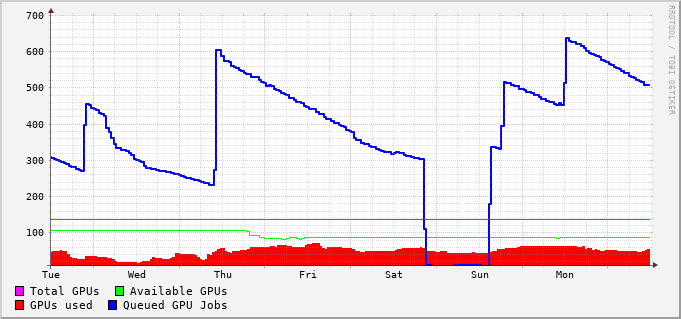 700
600
500
400
300
200
100
Tue Wed Thu Fri Sat Sun Mon
Total GPUs Available GPUs
GPUs used Queued GPU Jobs
RRDTOOL / TOBI OETIKER